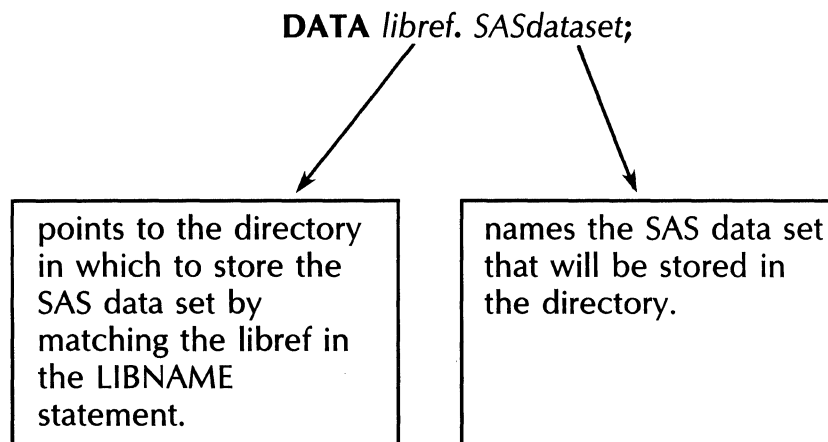 DATA libref. SASdataset;
points to the directory
in which to store the
SAS data set by
matching the libref in
the LIBNAME
statement.
names the SAS data set
that will be stored in
the directory.